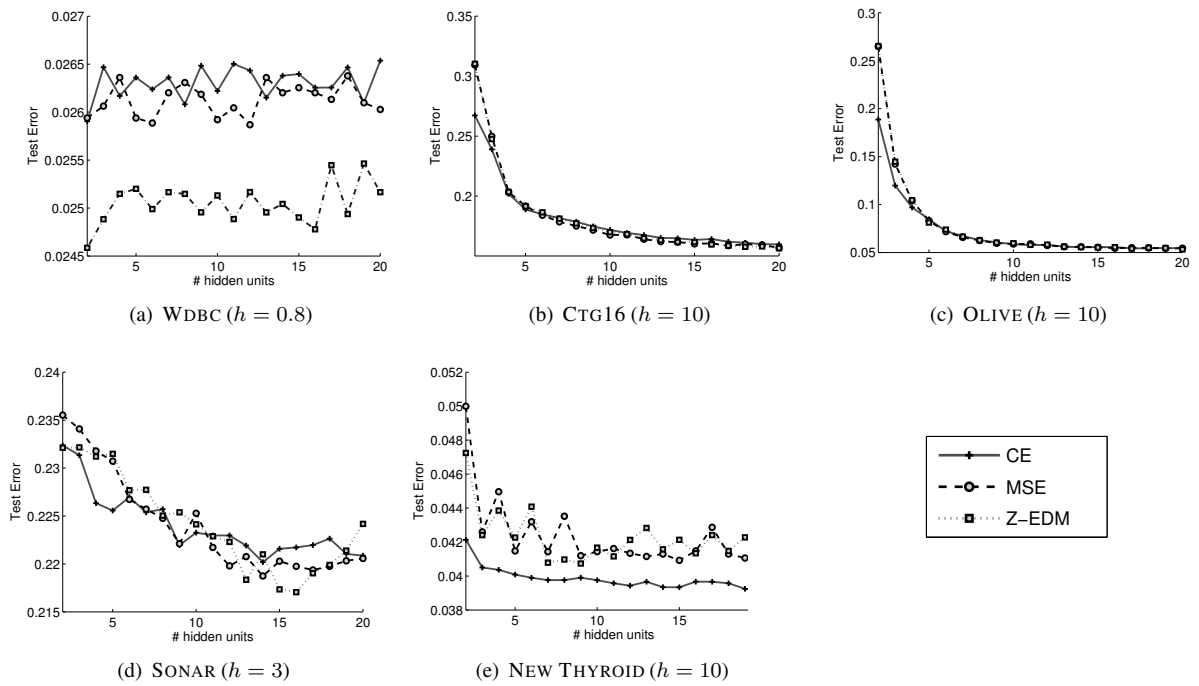 0.027
0.0265
0.026
0.0255
0.025
0.0245
Test Error
5 10 15 20
# hidden units
(a) WDBC (h = 0.8)
0.35
0.3
0.25
0.2
Test Error
5 10 15 20
# hidden units
(b) CTG16 (h = 10)
0.3
0.25
0.2
0.15
0.1
0.05
Test Error
5 10 15 20
# hidden units
(c) OLIVE (h = 10)
0.24
0.235
0.23
0.225
0.22
0.215
Test Error
5 10 15 20
# hidden units
(d) SONAR (h = 3)
0.052
0.05
0.048
0.046
0.044
0.042
0.04
0.038
Test Error
5 10 15
# hidden units
(e) NEW THYROID (h = 10)
CE
MSE
Z−EDM